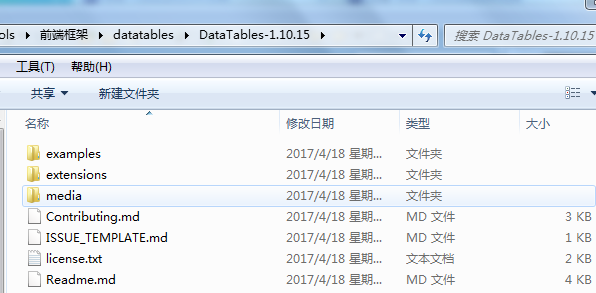 ols ▸ 前端框架 ▸ datatables ▸ DataTables-1.10.15 ▸ 搜索 DataTables-1.10.15
工具(T) 帮助(H)
共享 新建文件夹
名称 修改日期 类型 大小
examples 2017/4/18 星期... 文件夹
extensions 2017/4/18 星期... 文件夹
media 2017/4/18 星期... 文件夹
Contributing.md 2017/4/18 星期... MD 文件 3 KB
ISSUE_TEMPLATE.md 2017/4/18 星期... MD 文件 1 KB
license.txt 2017/4/18 星期... 文本文档 2 KB
Readme.md 2017/4/18 星期... MD 文件 4 KB